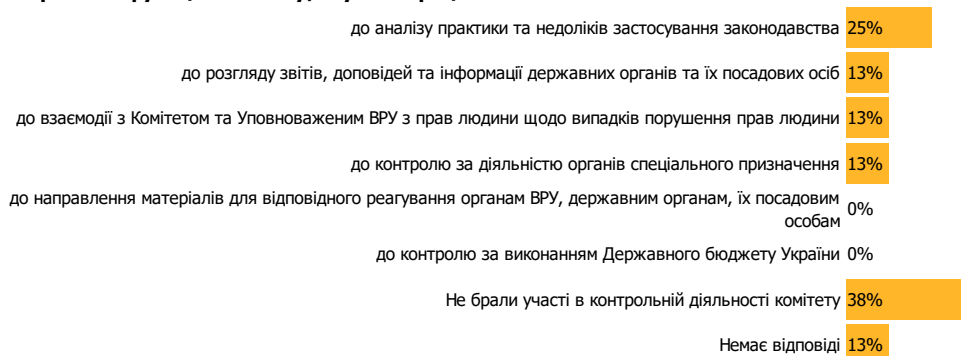 до аналізу практики та недоліків застосування законодавства 25%
до розгляду звітів, доповідей та інформації державних органів та їх посадових осіб 13%
до взаємодії з Комітетом та Уповноваженим ВРУ з прав людини щодо випадків порушення прав людини 13%
до контролю за діяльністю органів спеціального призначення 13%
до направлення матеріалів для відповідного реагування органам ВРУ, державним органам, їх посадовим
особам 0%
до контролю за виконанням Державного бюджету України 0%
Не брали участі в контрольній діяльності комітету 38%
Немає відповіді 13%